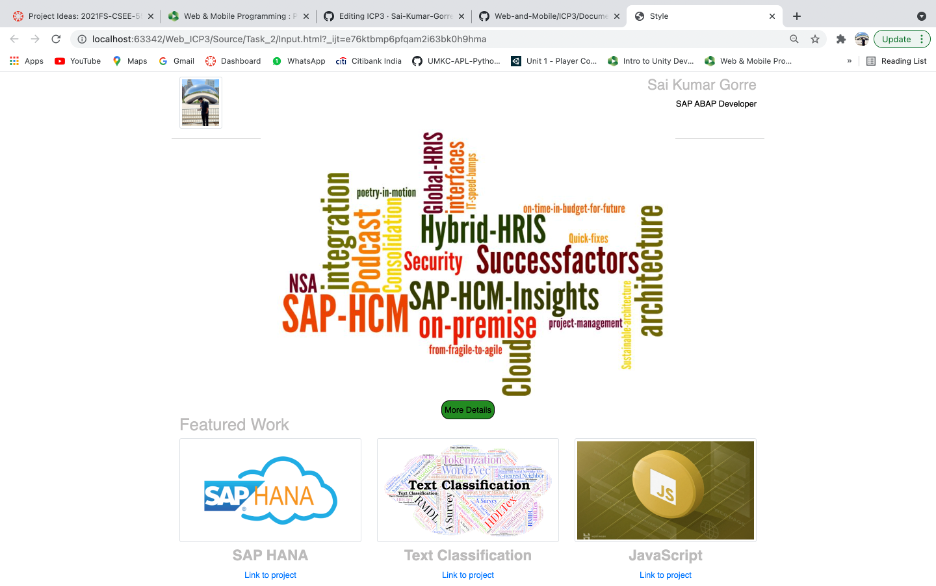 Project Ideas: 2021FS-CSEE-5
Web & Mobile Programming : F
Editing ICP3 - Sai-Kumar-Gorre
Web-and-Mobile/ICP3/Docume
Style
localhost:63342/Web_ICP3/Source/Task_2/Input.html?_ijt=e76ktbmp6pfqam2i63bk0h9hma
Update
Apps
YouTube
Maps
Gmail
Dashboard
WhatsApp
Citibank India
UMKC-APL-Python...
Unit 1 - Player Co...
Intro to Unity Dev...
Web & Mobile Pro...
»
Reading List
Sai Kumar Gorre
SAP ABAP Developer
Global-HRIS
interfaces
IT-speed-bumps
poetry-in-motion
integration
Podcast
Consolidation
on-time-in-budget-for-future
Hybrid-HRIS
Quick-fixes
architecture
Security
Successfactors
NSA
SAP-HCM
SAP-HCM-Insights
Sustainable-architecture
on-premise
project-management
from-fragile-to-agile
Cloud
More Details
Featured Work
SAP HANA
Tokenization
Word2Vec
Text Classification
Text Classification
RMDL
A Survey
HDLTex
A Survey
JS
SAP HANA
Text Classification
JavaScript
Link to project
Link to project
Link to project